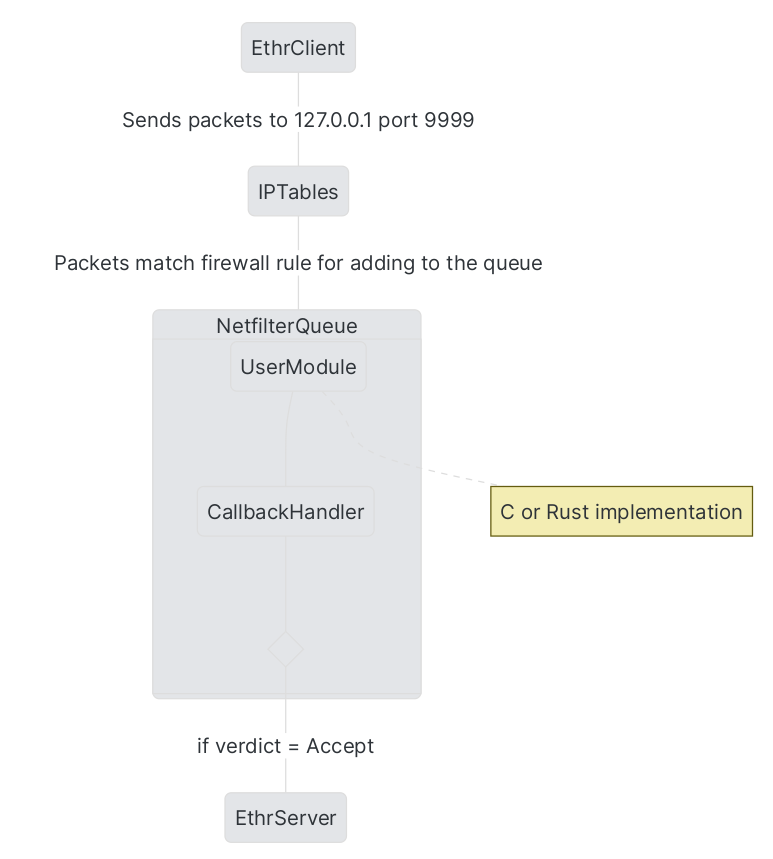 EthrClient
Sends packets to 127.0.0.1 port 9999
IPTables
Packets match firewall rule for adding to the queue
NetfilterQueue
UserModule
CallbackHandler
C or Rust implementation
if verdict = Accept
EthrServer